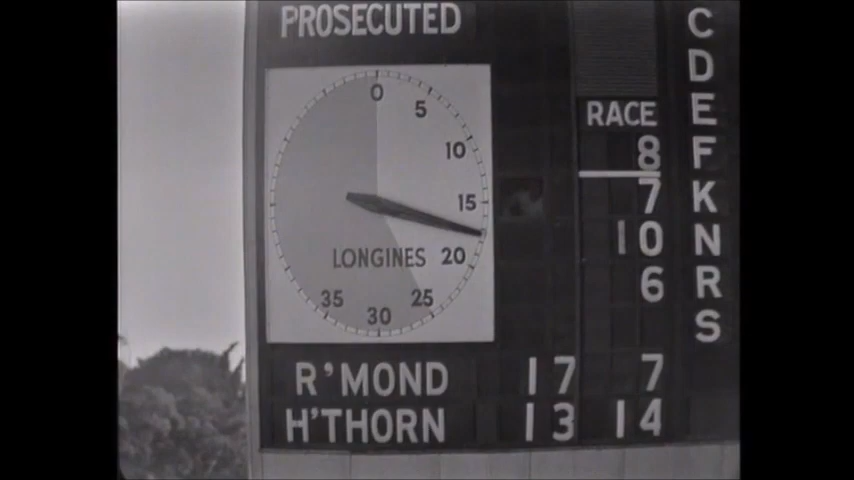 PROSECUTED
0
5
10
15
20
25
30
35
LONGINES
RACE
8
7
10
6
C
D
E
F
K
N
R
S
R'MOND 17 7
H'THORN 13 14